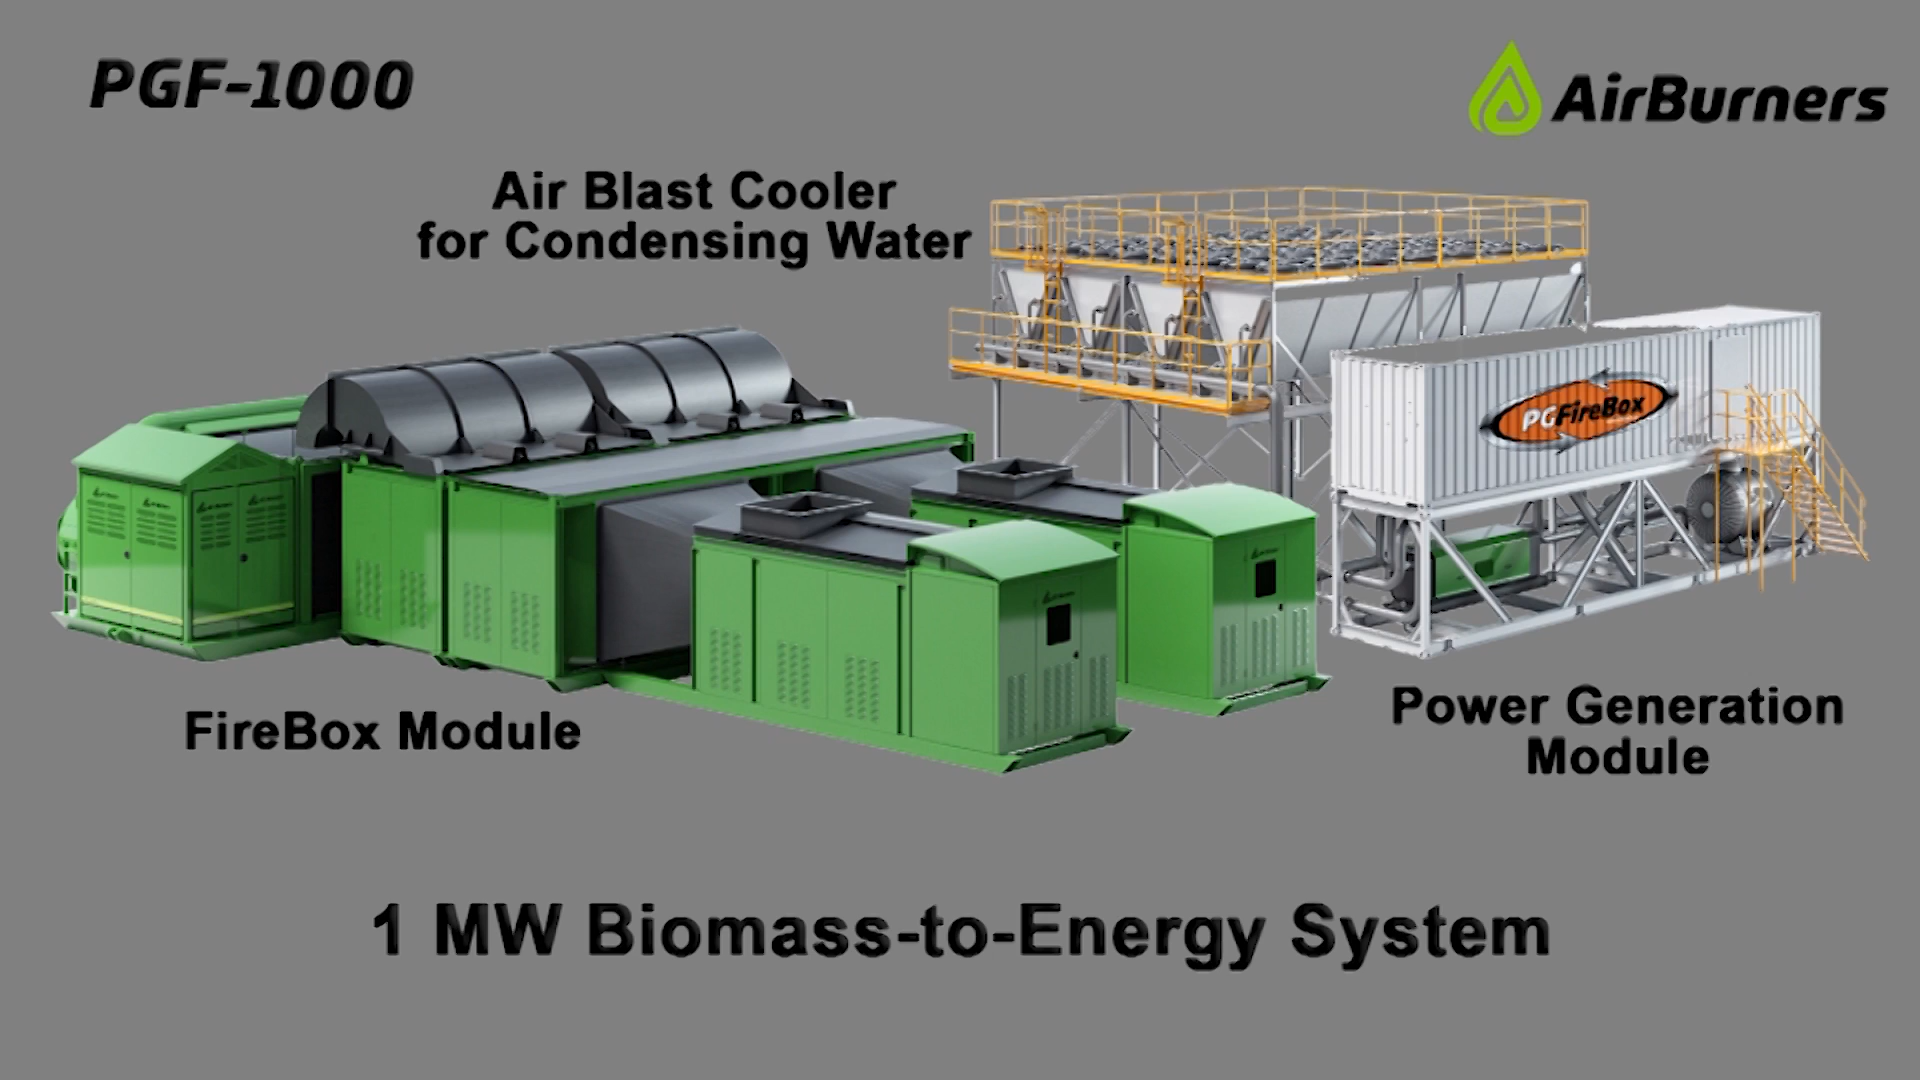 PGF-1000
AirBurners
Air Blast Cooler
for Condensing Water
PGFireBox
FireBox Module
Power Generation
Module
1 MW Biomass-to-Energy System